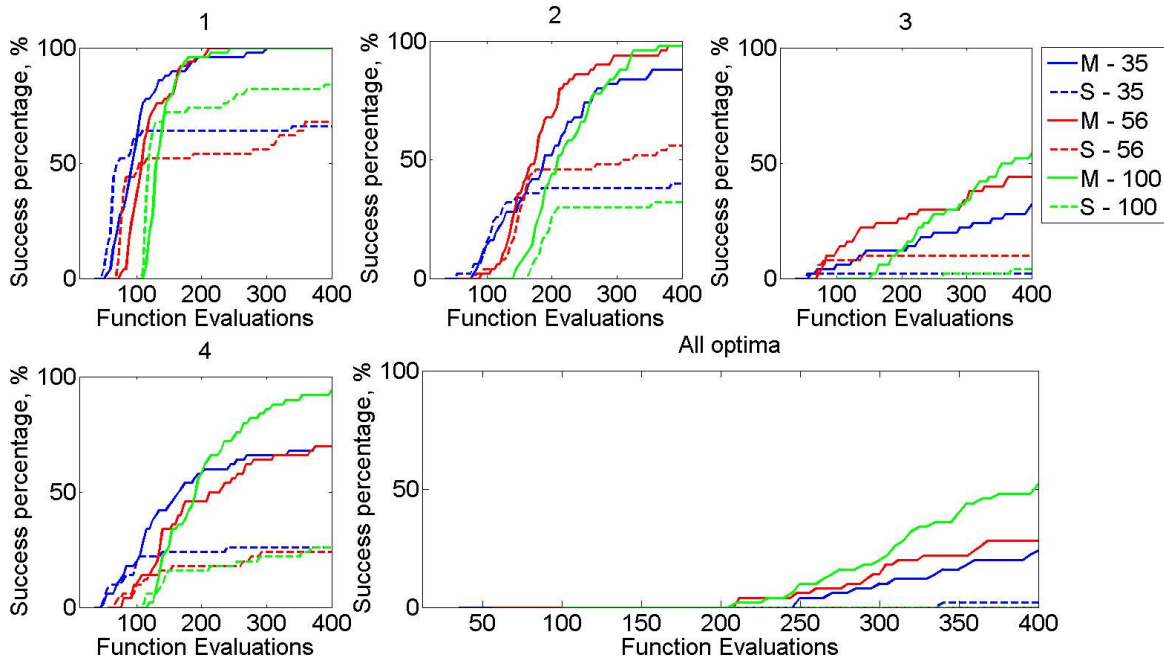 1
100
50
0
Success percentage, %
100 200 300 400
Function Evaluations
2
100
50
0
Success percentage, %
100 200 300 400
Function Evaluations
3
100
50
0
Success percentage, %
100 200 300 400
Function Evaluations
M - 35
S - 35
M - 56
S - 56
M - 100
S - 100
4
100
50
0
Success percentage, %
100 200 300 400
Function Evaluations
All optima
100
50
0
Success percentage, %
50 100 150 200 250 300 350 400
Function Evaluations